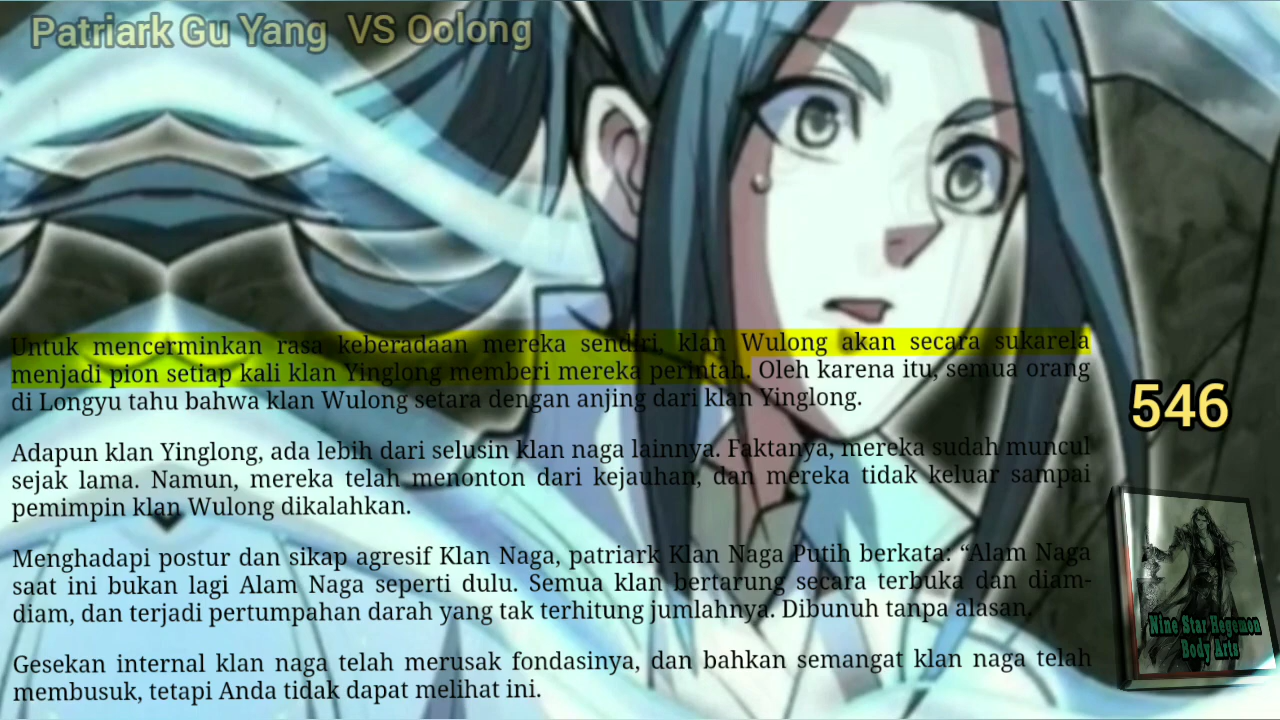 Patriark Gu Yang VS Oolong
Untuk mencerminkan rasa keberadaan mereka sendiri, klan Wulong akan secara sukarela
menjadi pion setiap kali klan Yinglong memberi mereka perintah. Oleh karena itu, semua orang
di Longyu tahu bahwa klan Wulong setara dengan anjing dari klan Yinglong.
Adapun klan Yinglong, ada lebih dari selusin klan naga lainnya. Faktanya, mereka sudah muncul
sejak lama. Namun, mereka telah menonton dari kejauhan, dan mereka tidak keluar sampai
pemimpin klan Wulong dikalahkan.
Menghadapi postur dan sikap agresif Klan Naga, patriark Klan Naga Putih berkata: “Alam Naga
saat ini bukan lagi Alam Naga seperti dulu. Semua klan bertarung secara terbuka dan diam-
diam, dan terjadi pertumpahan darah yang tak terhitung jumlahnya. Dibunuh tanpa alasan.
Gesekan internal klan naga telah merusak fondasinya, dan bahkan semangat klan naga telah
membusuk, tetapi Anda tidak dapat melihat ini.
546
Nine Star Hegemon
Body Arts